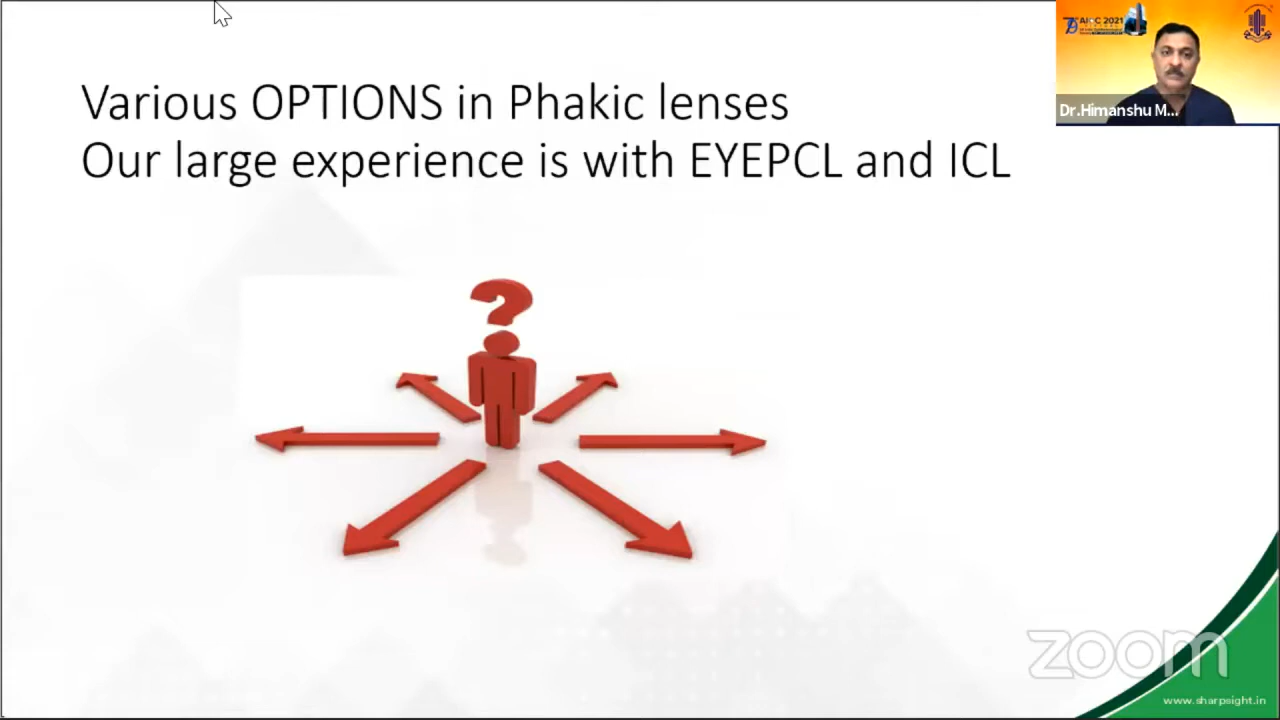 Various OPTIONS in Phakic lenses
Our large experience is with EYEPCL and ICL
?
AIOC 2021
Dr.Himanshu M...
zoom
www.sharpsight.in